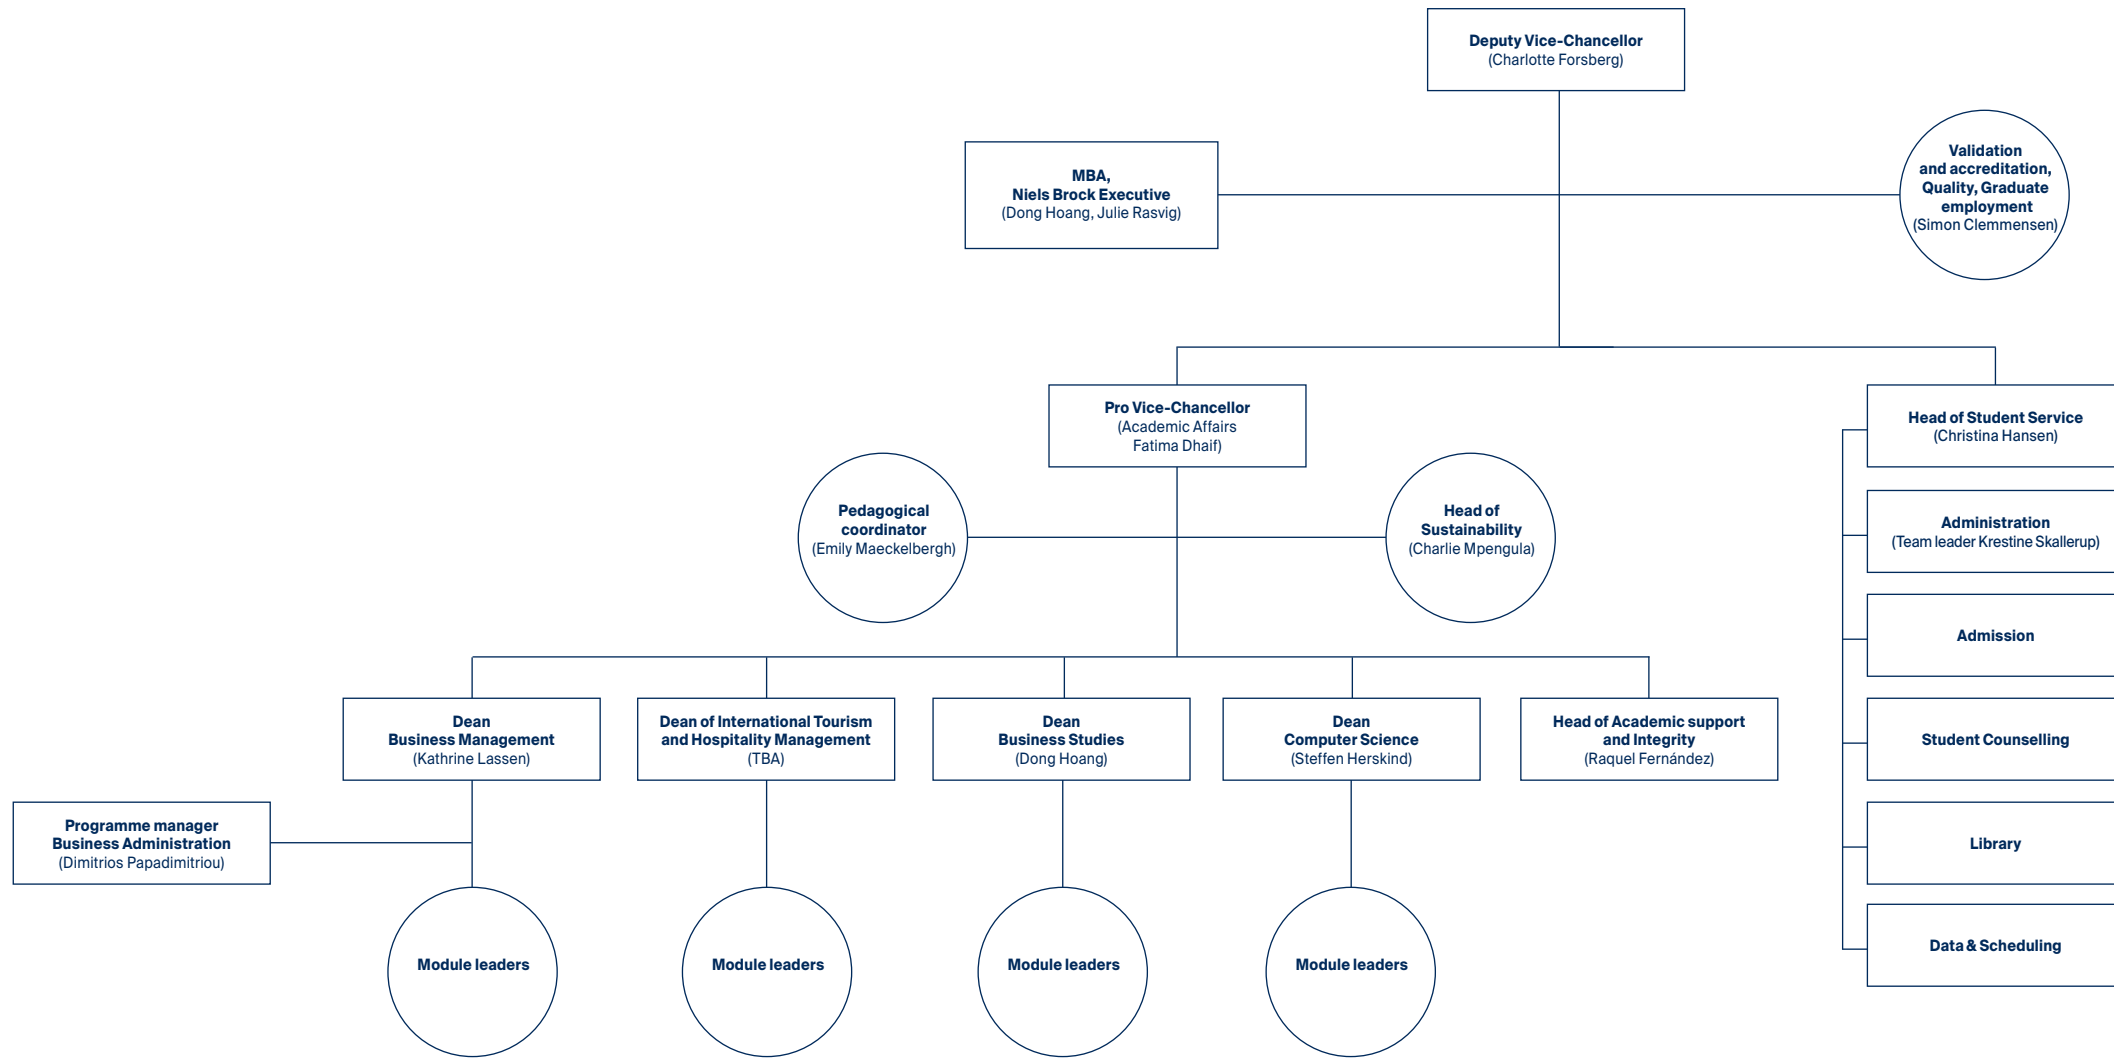 Deputy Vice-Chancellor
(Charlotte Forsberg)
MBA,
Niels Brock Executive
(Dong Hoang, Julie Rasvig)
Validation
and accreditation,
Quality, Graduate
employment
(Simon Clemmensen)
Pro Vice-Chancellor
(Academic Affairs
Fatima Dhaif)
Head of Student Service
(Christina Hansen)
Pedagogical
coordinator
(Emily Maeckelbergh)
Head of
Sustainability
(Charlie Mpengula)
Administration
(Team leader Krestine Skallerup)
Admission
Student Counselling
Library
Data & Scheduling
Dean
Business Management
(Kathrine Lassen)
Dean of International Tourism
and Hospitality Management
(TBA)
Dean
Business Studies
(Dong Hoang)
Dean
Computer Science
(Steffen Herskind)
Head of Academic support
and Integrity
(Raquel Fernández)
Programme manager
Business Administration
(Dimitrios Papadimitriou)
Module leaders
Module leaders
Module leaders
Module leaders